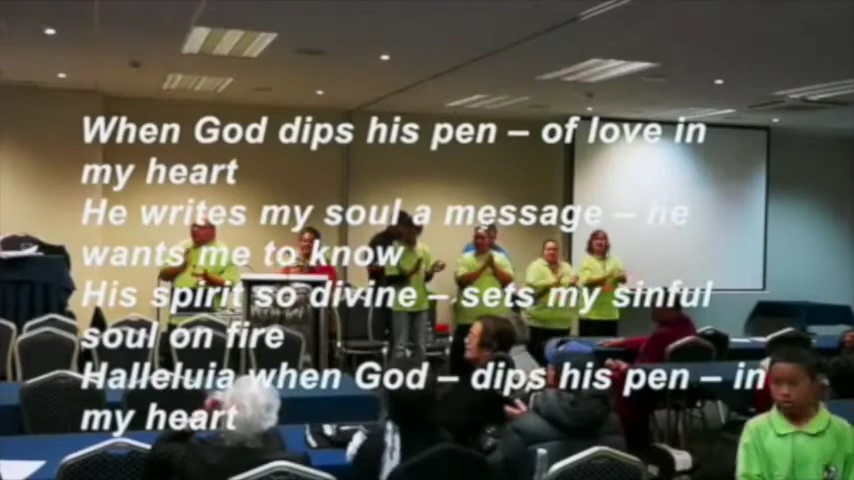 When God dips his pen – of love in
my heart
He writes my soul a message – he
wants me to know
His spirit so divine – sets my sinful
soul on fire
Halleluia when God – dips his pen – in
my heart